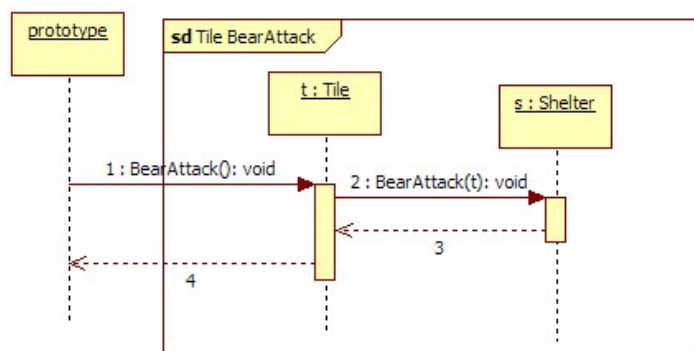 prototype
sd Tile BearAttack
t : Tile
s : Shelter
1 : BearAttack(): void
2 : BearAttack(t): void
3
4